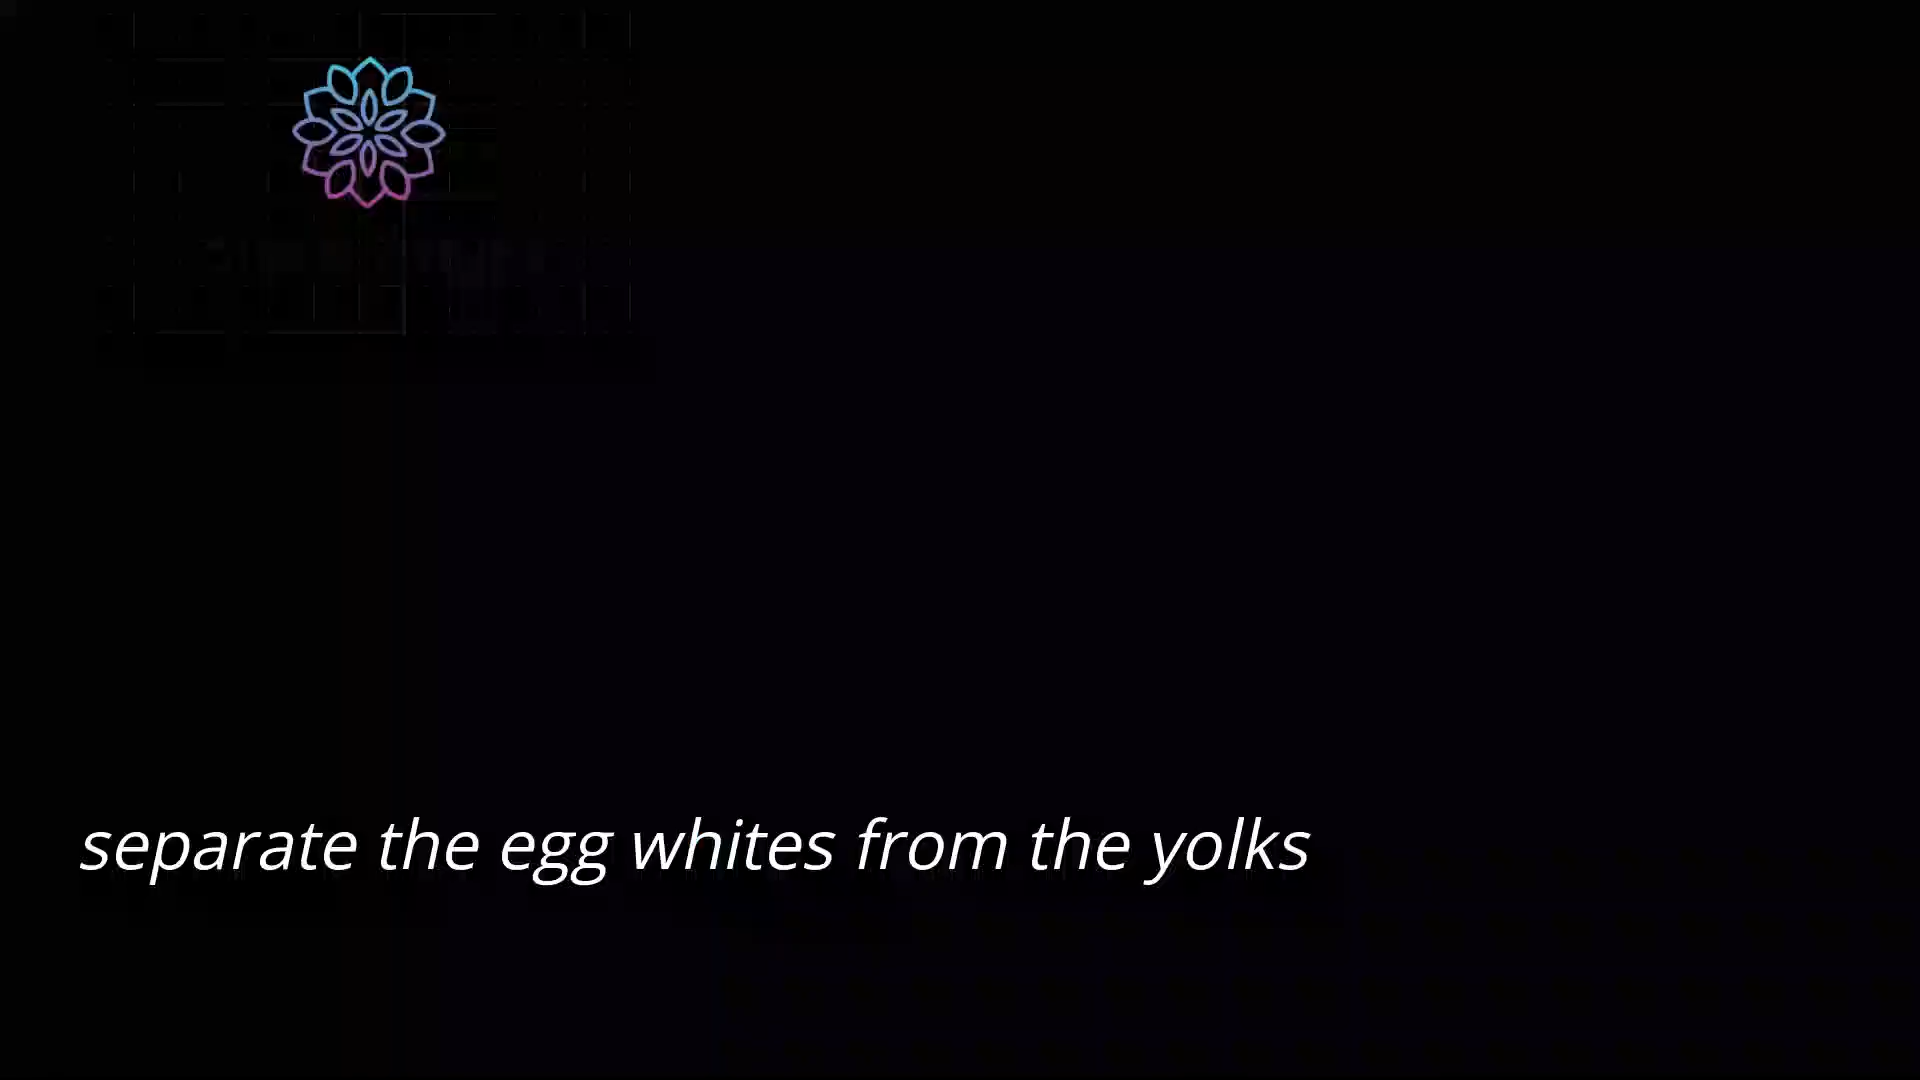 separate the egg whites from the yolks